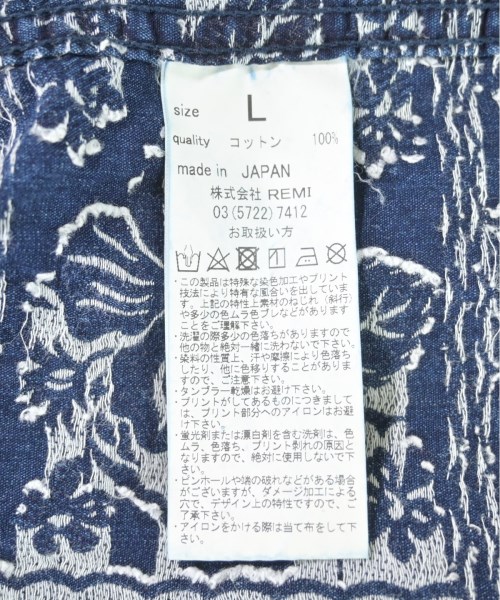 size L
quality コットン 100%
made in JAPAN
株式会社 REMI
03(5722)7412
お取扱い方
・この製品は特殊な染色加工やプリント
技法により特有な風合いを出していま
す。上記の特性上素材のねじれ（斜行）
や多少の色ムラ色ブレなどがあります
ことをご理解下さい。
・洗濯の際多少の色落ちがありますので
他の物と絶対一緒に洗わないで下さい。
・染料の性質上、汗や摩擦により色落ち
したり、他に色移りすることがありま
すので、ご注意下さい。
・タンブラー乾燥はお避け下さい。
・プリントがしてあるものにつきまして
は、プリント部分へのアイロンはお避
け下さい。
・蛍光剤または漂白剤を含む洗剤は、色
ムラ、色落ち、プリント剥れの原因と
なりますので、絶対に使用しないで下
さい。
・ピンホールや端の破れなどがある場合
がございますが、ダメージ加工による
穴で、デザイン上の特性ですので、ご
了承下さい。
・アイロンをかける際は当て布をして下
さい。